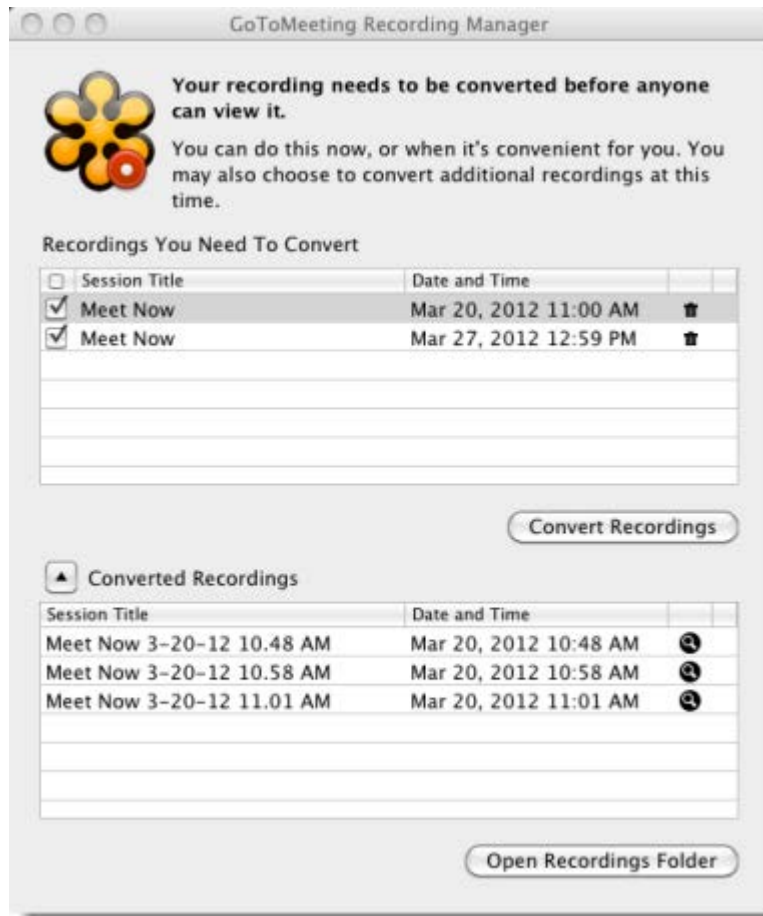 GoToMeeting Recording Manager
Your recording needs to be converted before anyone
can view it.
You can do this now, or when it's convenient for you. You
may also choose to convert additional recordings at this
time.
Recordings You Need To Convert
Session Title Date and Time
Meet Now Mar 20, 2012 11:00 AM
Meet Now Mar 27, 2012 12:59 PM
Convert Recordings
Converted Recordings
Session Title Date and Time
Meet Now 3-20-12 10.48 AM Mar 20, 2012 10:48 AM
Meet Now 3-20-12 10.58 AM Mar 20, 2012 10:58 AM
Meet Now 3-20-12 11.01 AM Mar 20, 2012 11:01 AM
Open Recordings Folder